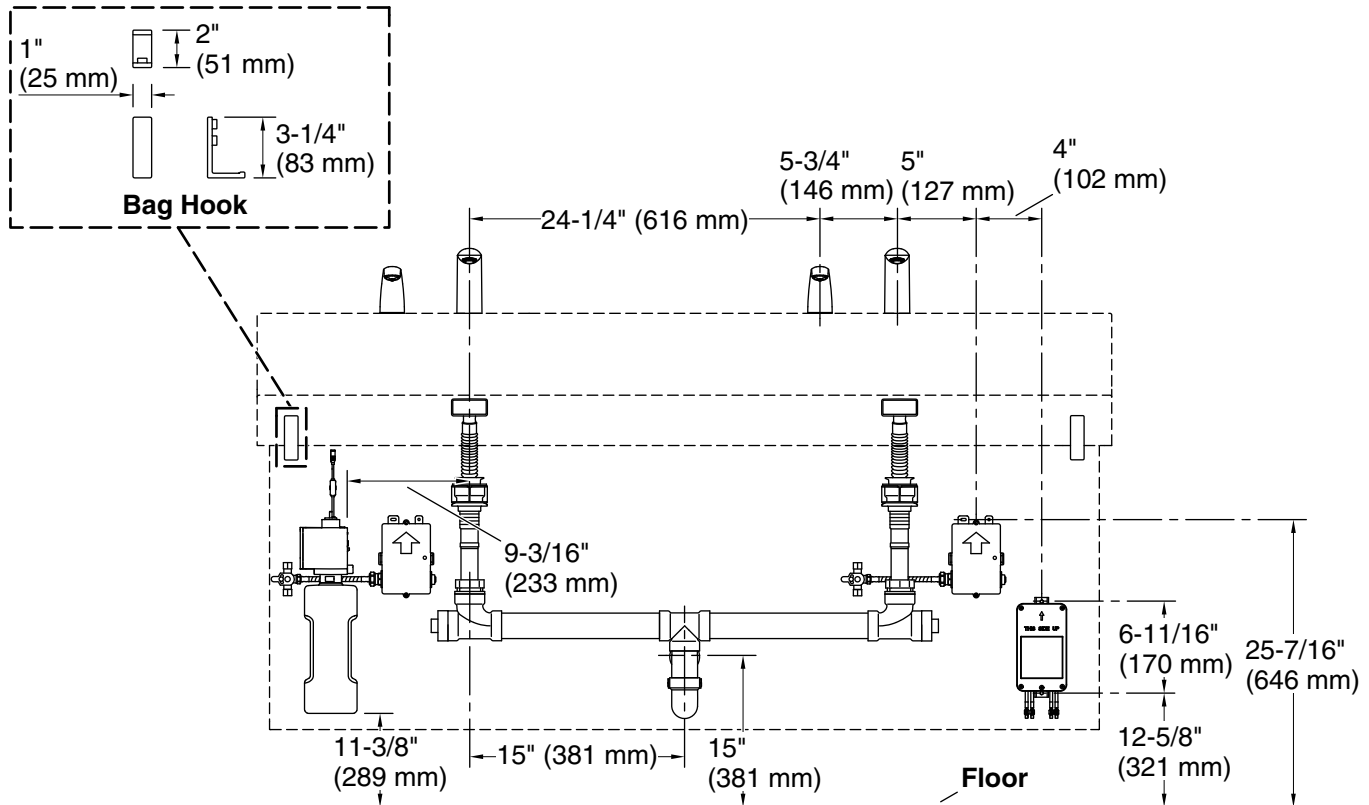 1"
(25 mm)
2"
(51 mm)
3-1/4"
(83 mm)
Bag Hook
24-1/4" (616 mm)
5-3/4"
(146 mm)
5"
(127 mm)
4"
(102 mm)
9-3/16"
(233 mm)
THIS SIDE UP
6-11/16"
(170 mm)
25-7/16"
(646 mm)
11-3/8"
(289 mm)
15" (381 mm)
15"
(381 mm)
Floor
12-5/8"
(321 mm)